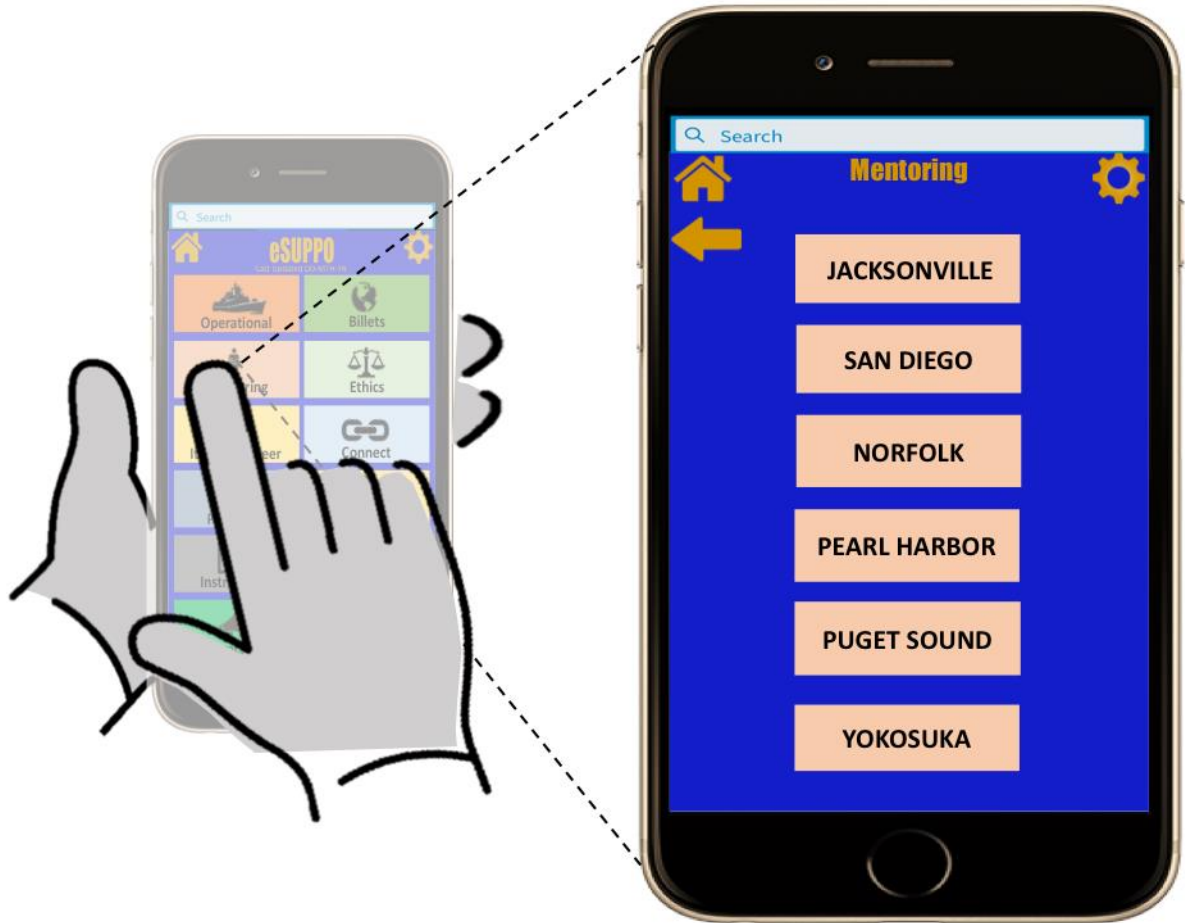 Search
eSUPPO
Operational
Billets
Ethics
Connect
Search
Mentoring
JACKSONVILLE
SAN DIEGO
NORFOLK
PEARL HARBOR
PUGET SOUND
YOKOSUKA